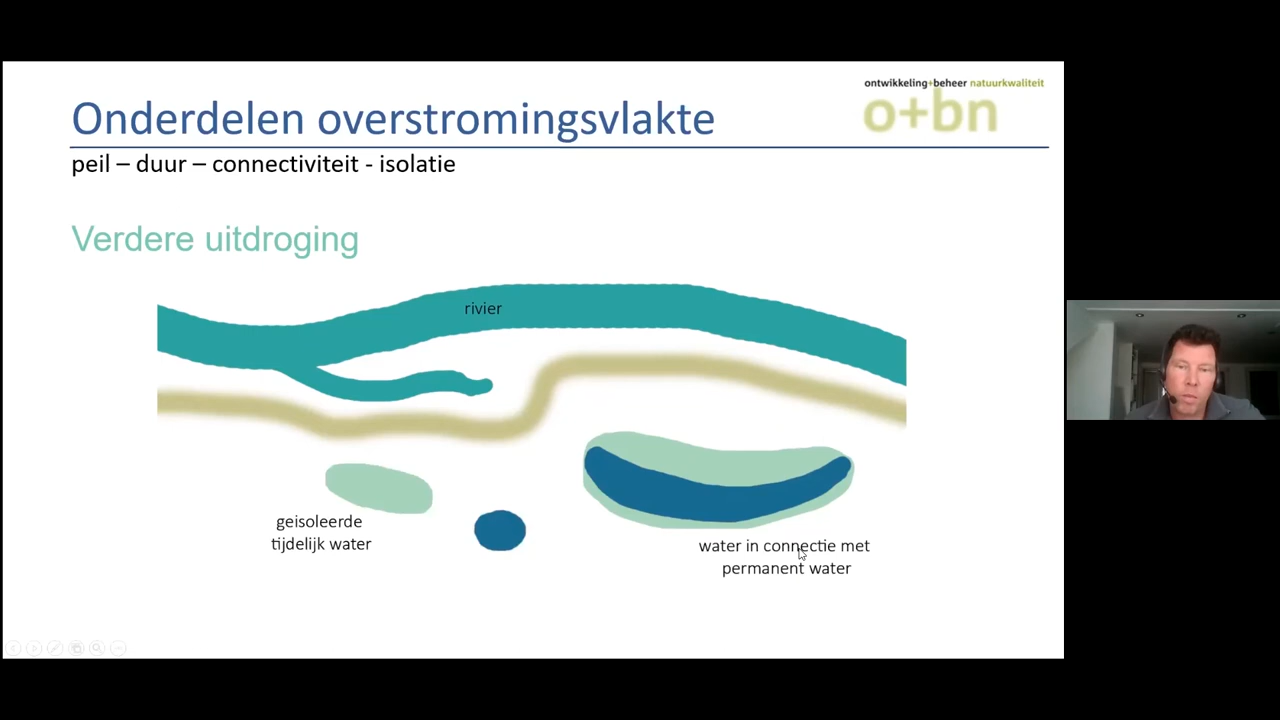 ontwikkeling+beheer natuurkwaliteit
o+bn
Onderdelen overstromingsvlakte
peil – duur – connectiviteit - isolatie
Verdere uitdroging
rivier
geisoleerde
tijdelijk water
water in connectie met
permanent water